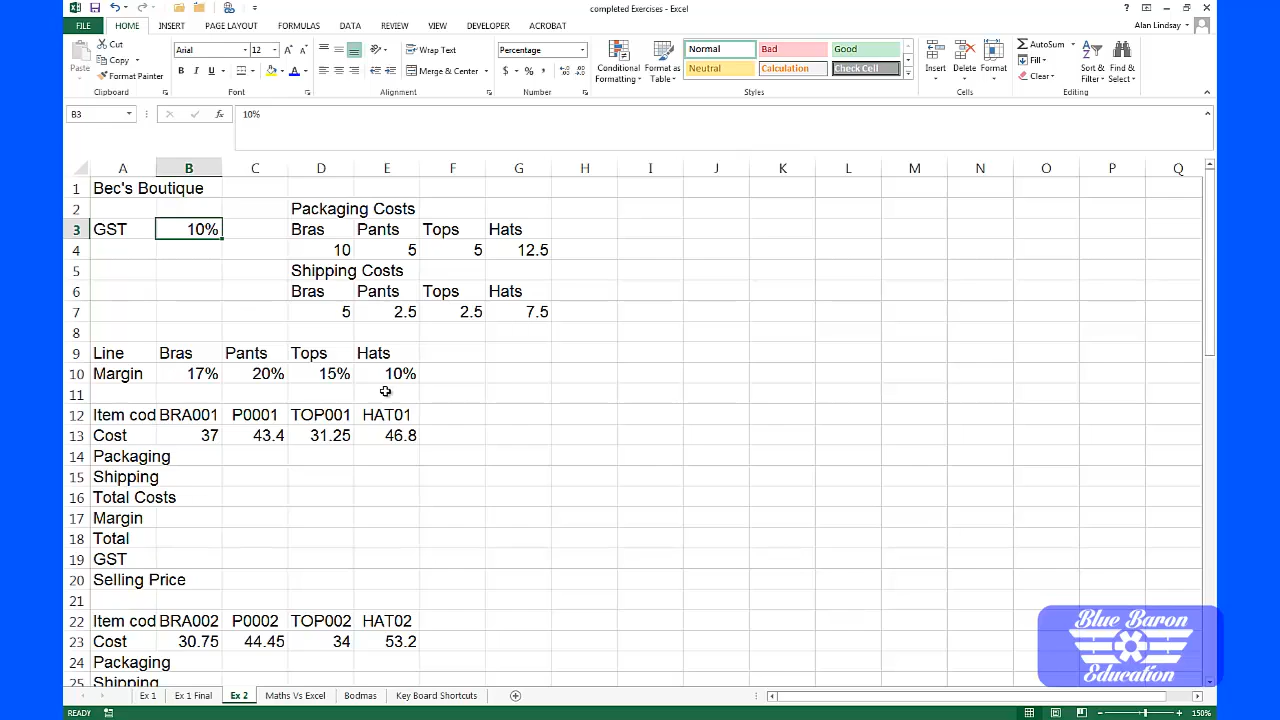 completed Exercises - Excel
FILE HOME INSERT PAGE LAYOUT FORMULAS DATA REVIEW VIEW DEVELOPER ACROBAT Alan Lindsay
Paste Cut Copy Format Painter Clipboard
Arial 12 B I U A A Font
Wrap Text Merge & Center Alignment
Percentage $ % , Number
Conditional Formatting Format as Table Normal Bad Good Neutral Calculation Check Cell Styles
Insert Delete Format Cells
AutoSum Fill Clear Sort & Filter Find & Select Editing
B3 fx 10%
A B C D E F G H I J K L M N O P Q
1 Bec's Boutique
2 Packaging Costs
3 GST 10% Bras Pants Tops Hats
4 10 5 5 12.5
5 Shipping Costs
6 Bras Pants Tops Hats
7 5 2.5 2.5 7.5
8
9 Line Bras Pants Tops Hats
10 Margin 17% 20% 15% 10%
11
12 Item cod BRA001 P0001 TOP001 HAT01
13 Cost 37 43.4 31.25 46.8
14 Packaging
15 Shipping
16 Total Costs
17 Margin
18 Total
19 GST
20 Selling Price
21
22 Item cod BRA002 P0002 TOP002 HAT02
23 Cost 30.75 44.45 34 53.2
24 Packaging
25 Shipping
Blue Baron
Education
Ex 1 Ex 1 Final Ex 2 Maths Vs Excel Bodmas Key Board Shortcuts
READY 150%